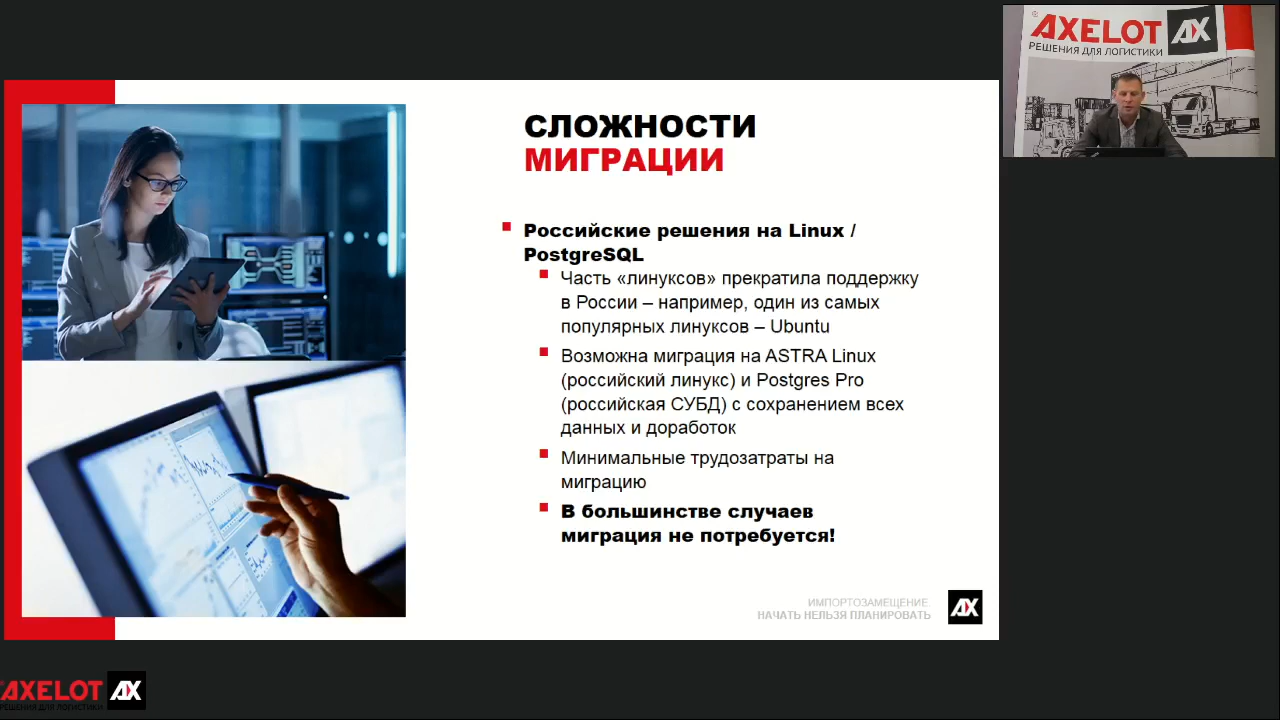 AXELOT AX
РЕШЕНИЯ ДЛЯ ЛОГИСТИКИ
СЛОЖНОСТИ
МИГРАЦИИ
Российские решения на Linux /
PostgreSQL
Часть «линуксов» прекратила поддержку
в России – например, один из самых
популярных линуксов – Ubuntu
Возможна миграция на ASTRA Linux
(российский линукс) и Postgres Pro
(российская СУБД) с сохранением всех
данных и доработок
Минимальные трудозатраты на
миграцию
В большинстве случаев
миграция не потребуется!
ИМПОРТОЗАМЕЩЕНИЕ.
НАЧАТЬ НЕЛЬЗЯ ПЛАНИРОВАТЬ
AX
AXELOT AX
РЕШЕНИЯ ДЛЯ ЛОГИСТИКИ